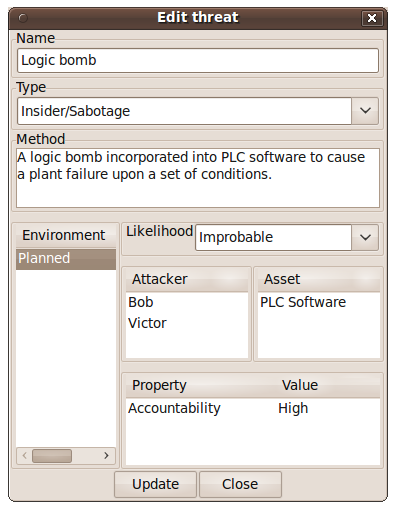 Edit threat
Name
Logic bomb
Type
Insider/Sabotage
Method
A logic bomb incorporated into PLC software to cause
a plant failure upon a set of conditions.
Environment
Planned
Likelihood Improbable
Attacker
Bob
Victor
Asset
PLC Software
Property Value
Accountability High
Update Close